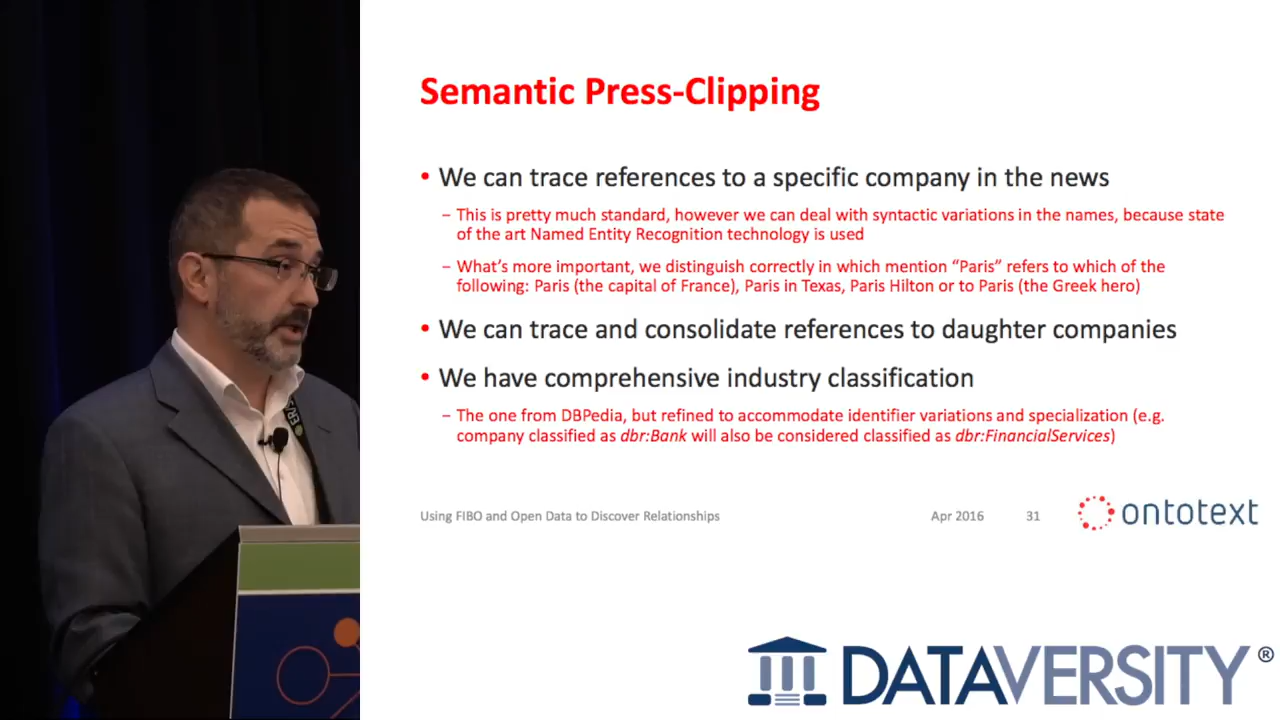 Semantic Press-Clipping
• We can trace references to a specific company in the news
– This is pretty much standard, however we can deal with syntactic variations in the names, because state
of the art Named Entity Recognition technology is used
– What's more important, we distinguish correctly in which mention “Paris” refers to which of the
following: Paris (the capital of France), Paris in Texas, Paris Hilton or to Paris (the Greek hero)
• We can trace and consolidate references to daughter companies
• We have comprehensive industry classification
– The one from DBPedia, but refined to accommodate identifier variations and specialization (e.g.
company classified as dbr:Bank will also be considered classified as dbr:FinancialServices)
Using FIBO and Open Data to Discover Relationships
Apr 2016
31
ontotext
DATAVERSITY®